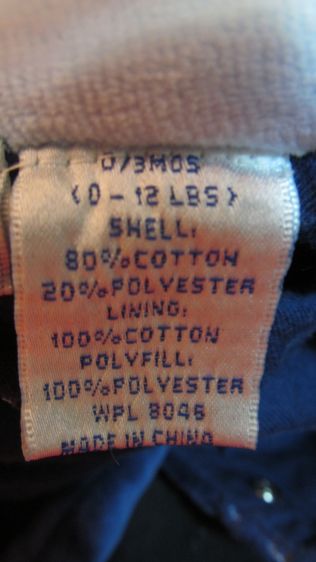 0/3MOS
(0-12 LBS)
SHELL:
80%COTTON
20%POLYESTER
LINING:
100%COTTON
POLYFILL:
100%POLYESTER
WPL 8046
MADE IN CHINA